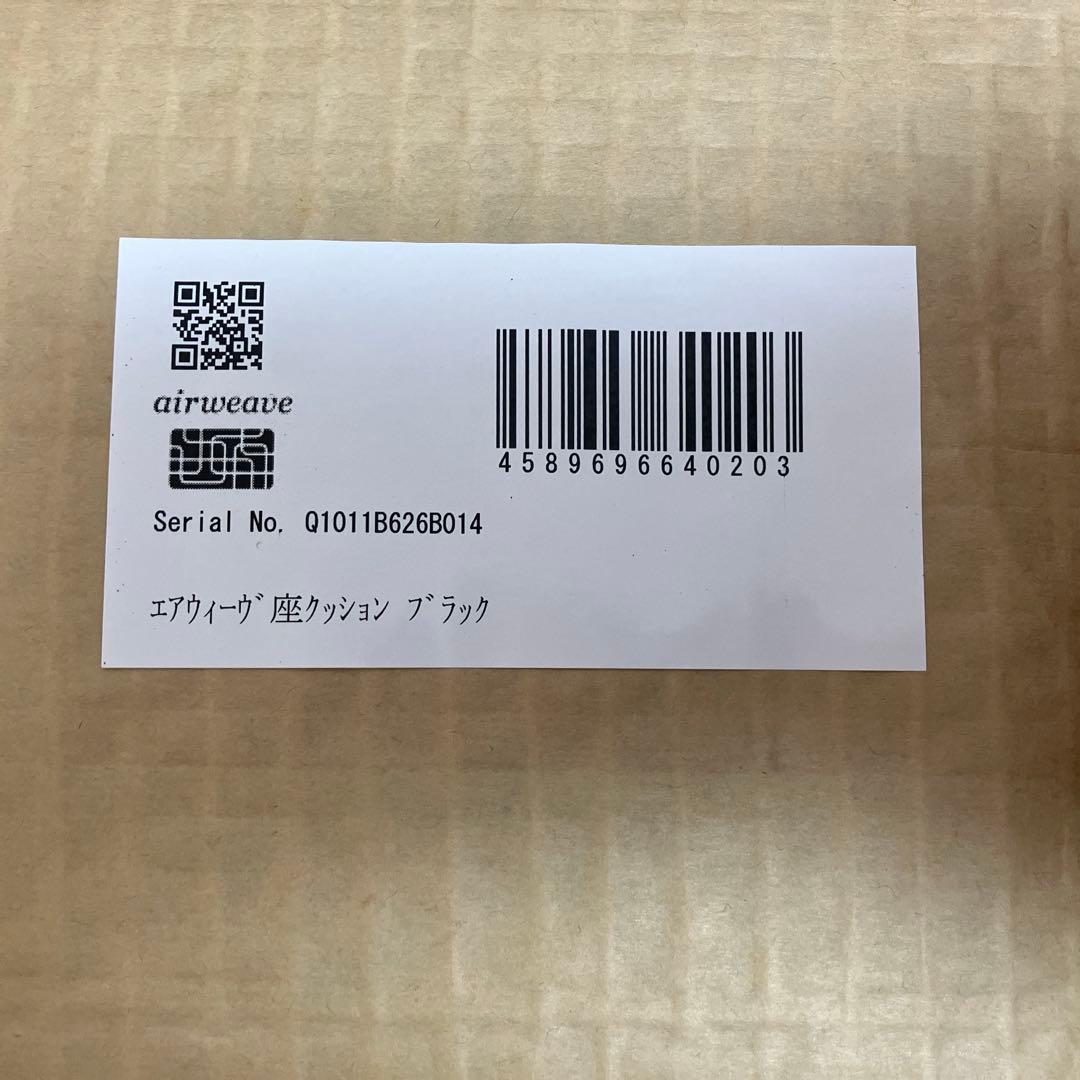 airweave
4589696640203
Serial No. Q1011B626B014
ｴｱｳｨｰｳﾞ座ｸｯｼｮﾝ ﾌﾞﾗｯｸ